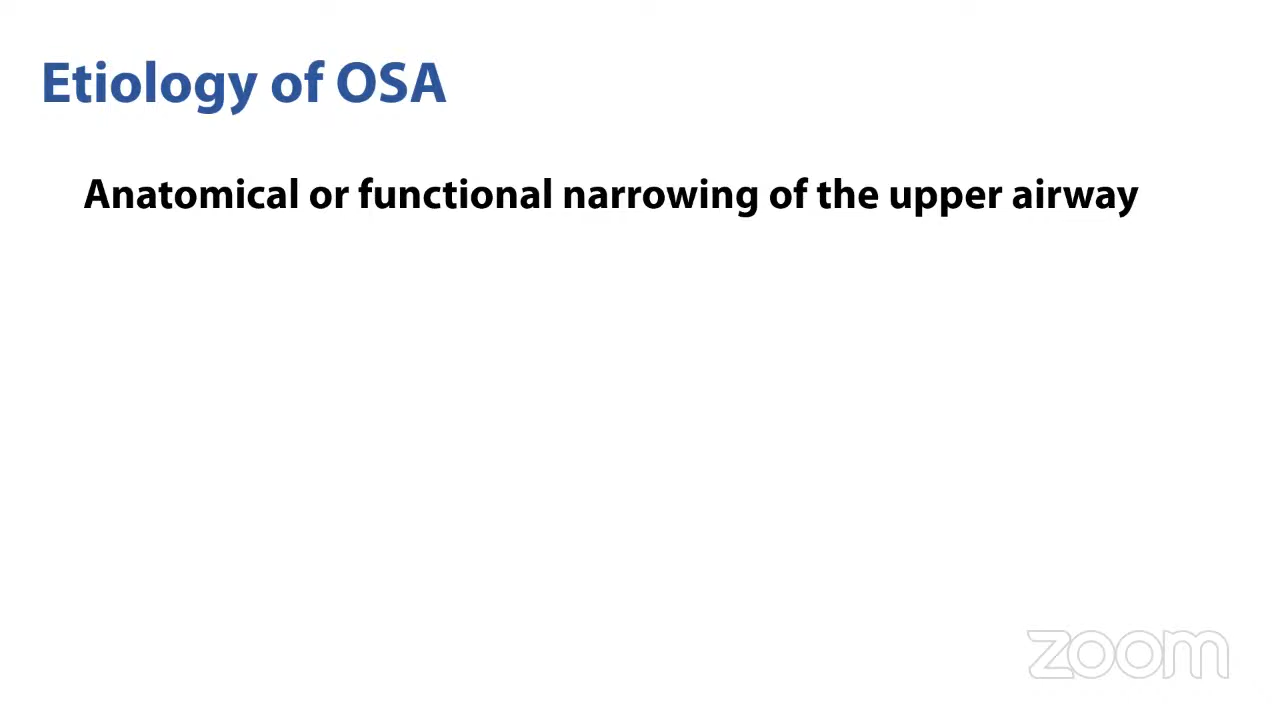 Etiology of OSA
Anatomical or functional narrowing of the upper airway
zoom